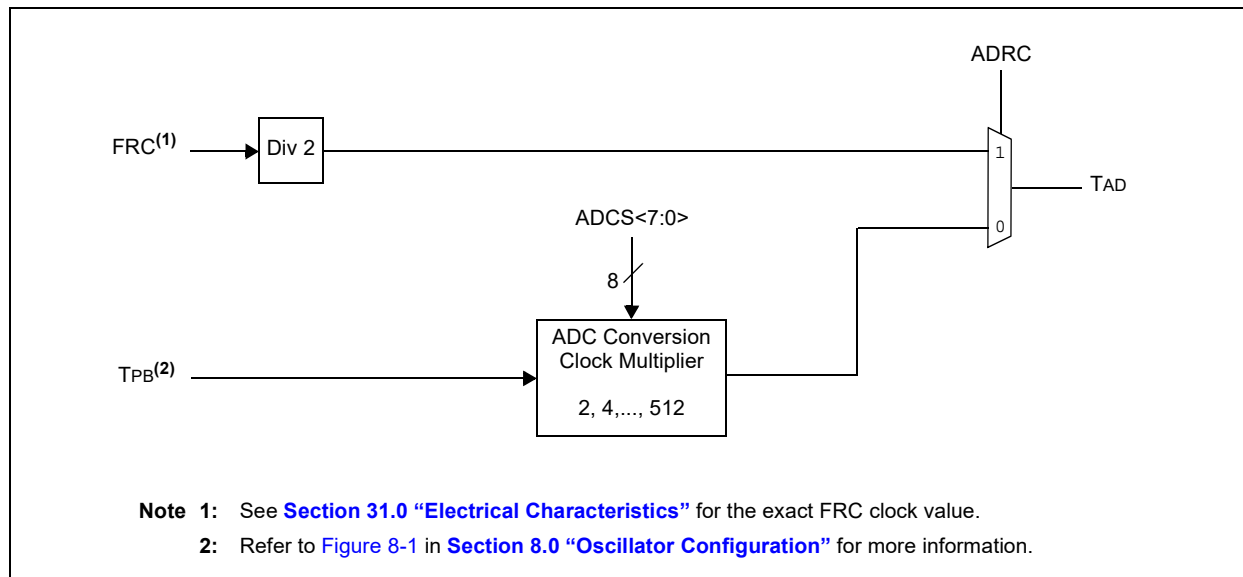 ADRC
FRC(1)
Div 2
1
TAD
ADCS<7:0>
0
8
ADC Conversion
Clock Multiplier
TPB(2)
2, 4,..., 512
Note 1: See Section 31.0 “Electrical Characteristics” for the exact FRC clock value.
2: Refer to Figure 8-1 in Section 8.0 “Oscillator Configuration” for more information.